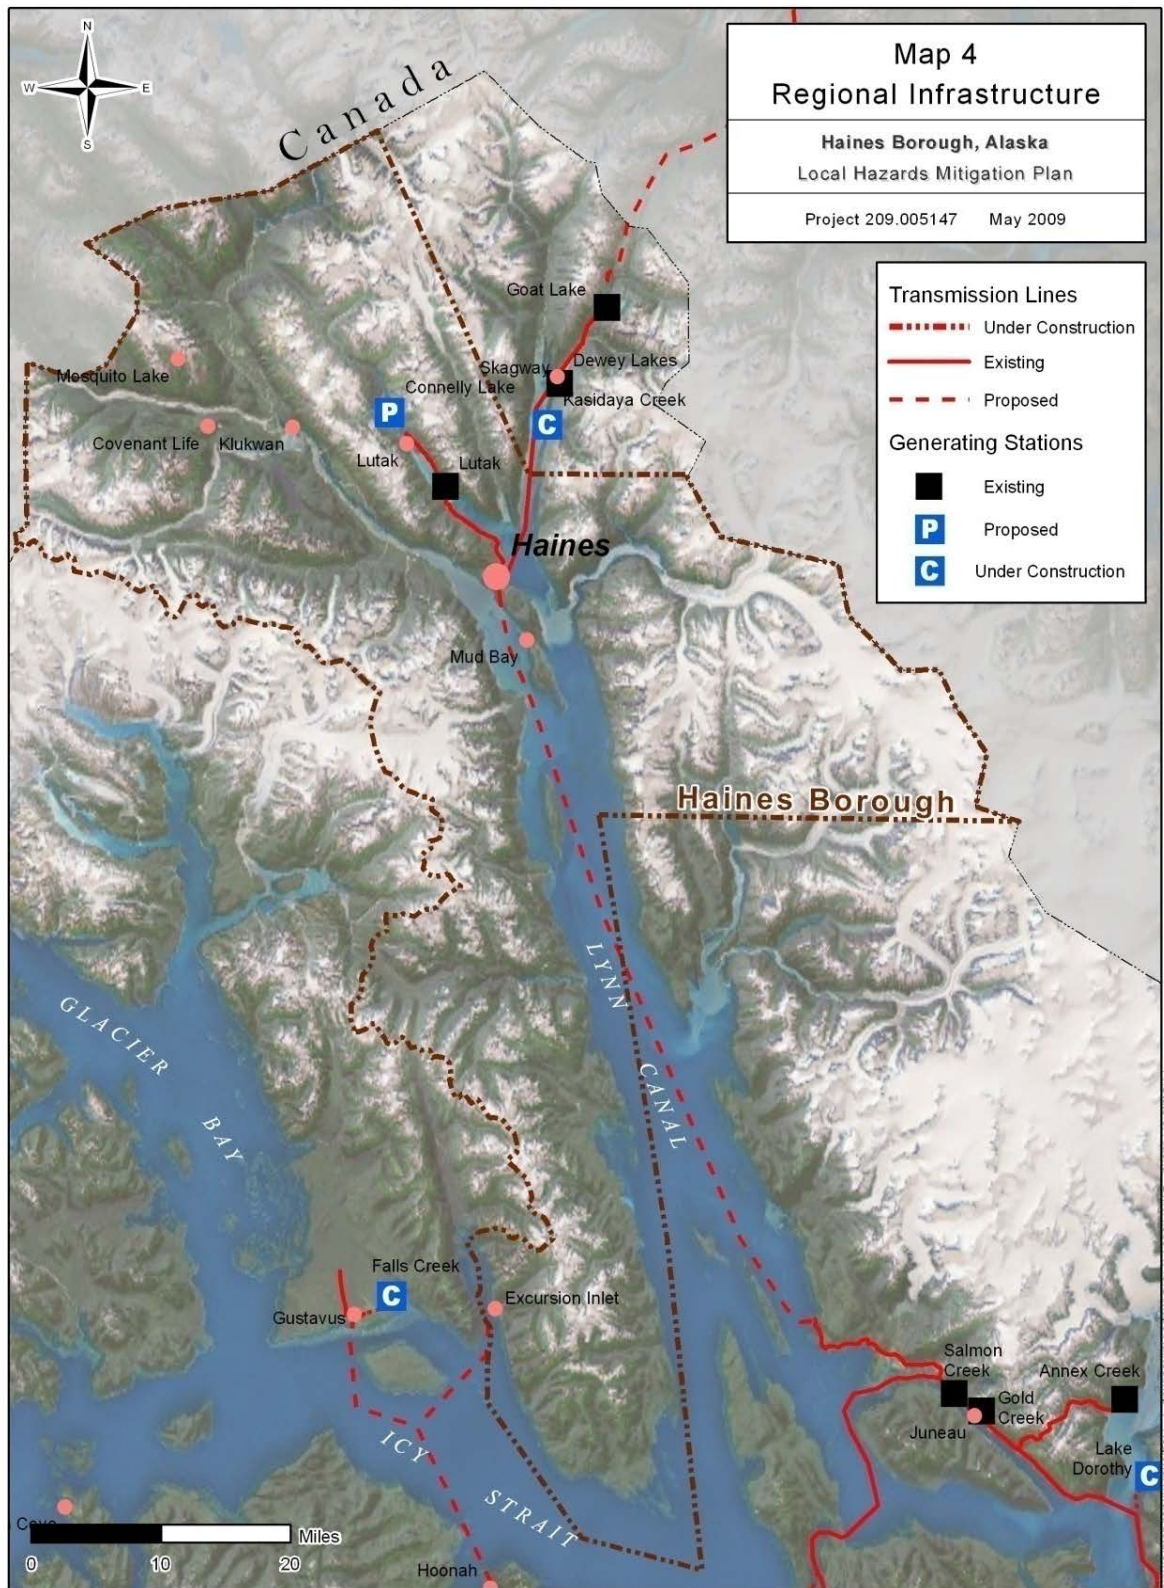 N
W
E
S
Canada
Map 4
Regional Infrastructure
Haines Borough, Alaska
Local Hazards Mitigation Plan
Project 209.005147 May 2009
Transmission Lines
Under Construction
Existing
Proposed
Generating Stations
Existing
P Proposed
C Under Construction
Goat Lake
Skagway
Dewey Lakes
Mosquito Lake
Connelly Lake
Kasidaya Creek
P
C
Covenant Life
Klukwan
Lutak
Lutak
Haines
Mud Bay
Haines Borough
LYNN
CANAL
GLACIER
BAY
Falls Creek
C
Excursion Inlet
Gustavus
Salmon
Creek
Annex Creek
Gold
Creek
Juneau
Lake
Dorothy
C
ICY
STRAIT
Cove
Miles
0 10 20
Hoonah